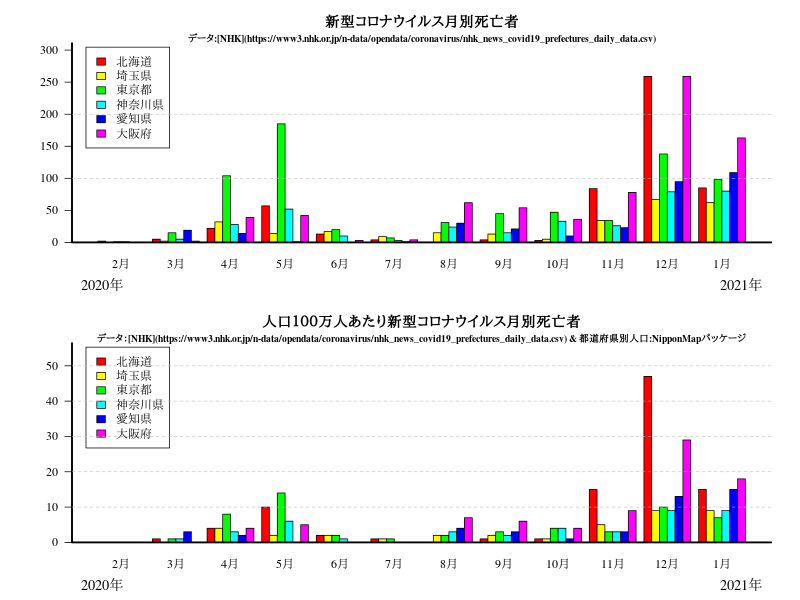 新型コロナウイルス月別死亡者
データ:[NHK](https://www3.nhk.or.jp/n-data/opendata/coronavirus/nhk_news_covid19_prefectures_daily_data.csv)
300
250
200
150
100
50
0
北海道
埼玉県
東京都
神奈川県
愛知県
大阪府
2月 3月 4月 5月 6月 7月 8月 9月 10月 11月 12月 1月
2020年 2021年
人口100万人あたり新型コロナウイルス月別死亡者
データ:[NHK](https://www3.nhk.or.jp/n-data/opendata/coronavirus/nhk_news_covid19_prefectures_daily_data.csv) & 都道府県別人口:NipponMapパッケージ
50
40
30
20
10
0
北海道
埼玉県
東京都
神奈川県
愛知県
大阪府
2月 3月 4月 5月 6月 7月 8月 9月 10月 11月 12月 1月
2020年 2021年